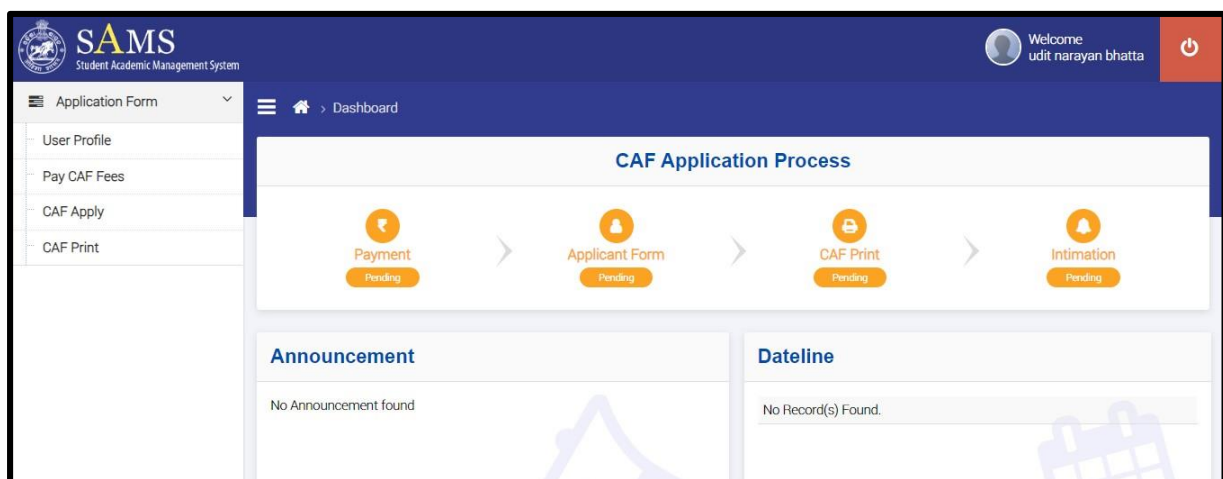 SAMS
Student Academic Management System
Welcome
udit narayan bhatta
Application Form
User Profile
Pay CAF Fees
CAF Apply
CAF Print
> Dashboard
CAF Application Process
Payment
Pending
Applicant Form
Pending
CAF Print
Pending
Intimation
Pending
Announcement
No Announcement found
Dateline
No Record(s) Found.